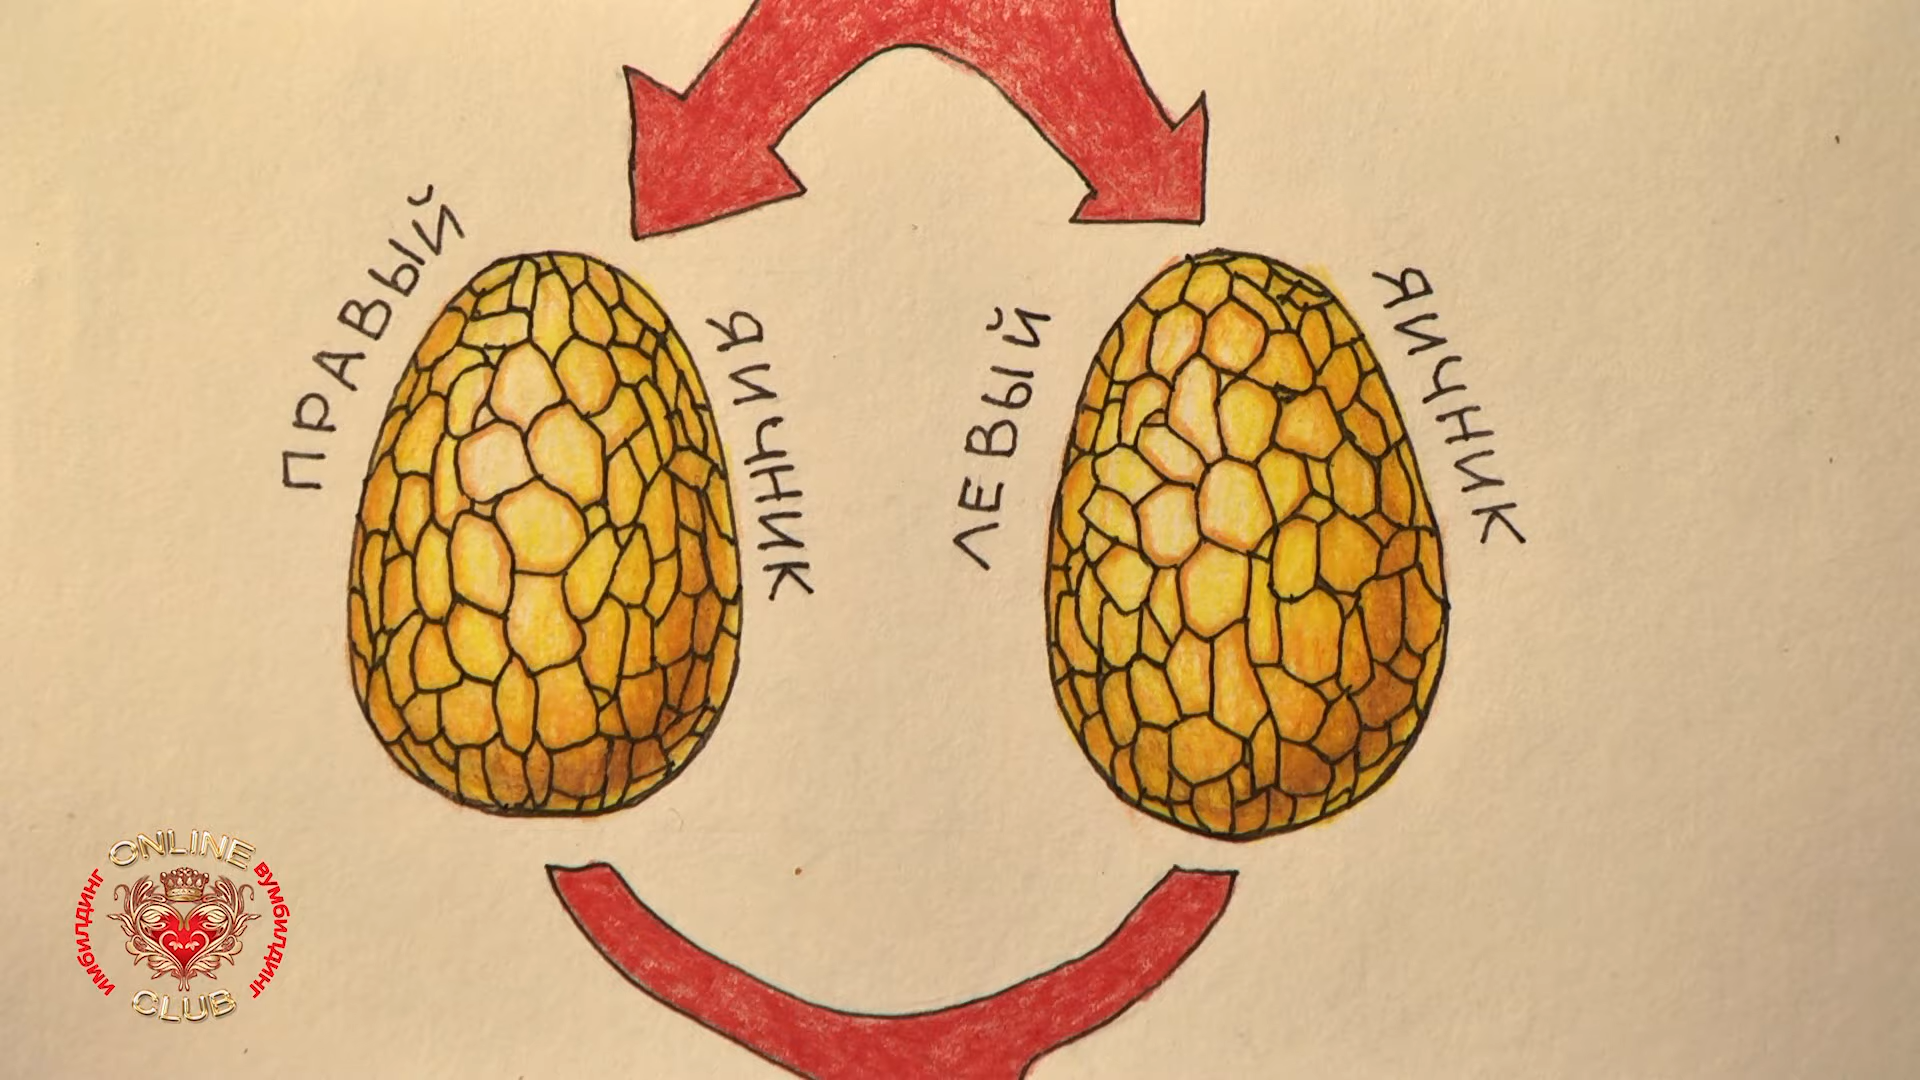 ПРАВЫЙ
ЯИЧНИК
ЛЕВЫЙ
ЯИЧНИК
ONLINE
имбилдинг
вумбилдинг
CLUB